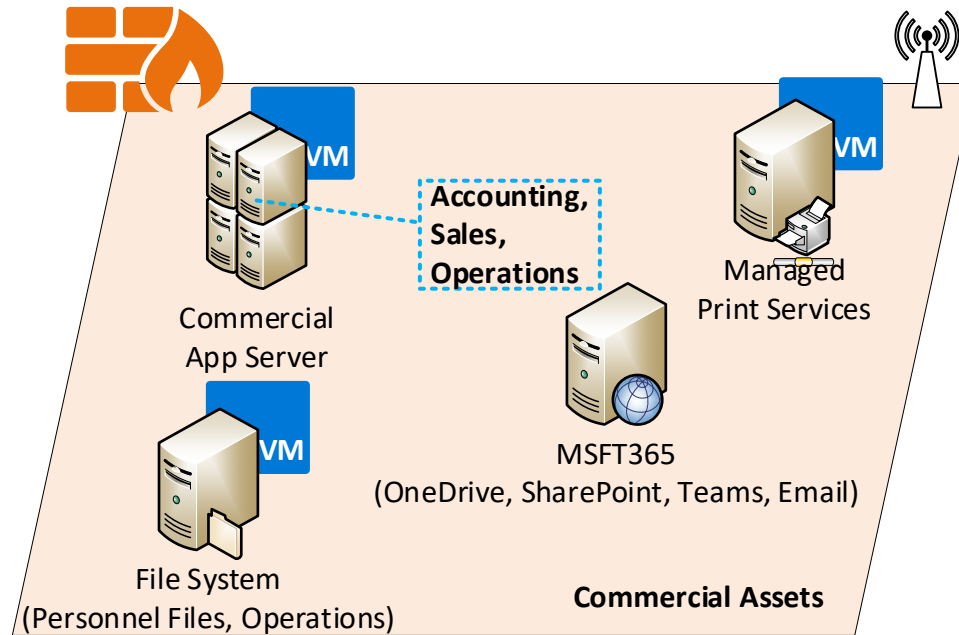 VM
Accounting,
Sales,
Operations
VM
Commercial
App Server
Managed
Print Services
VM
MSFT365
(OneDrive, SharePoint, Teams, Email)
File System
(Personnel Files, Operations)
Commercial Assets